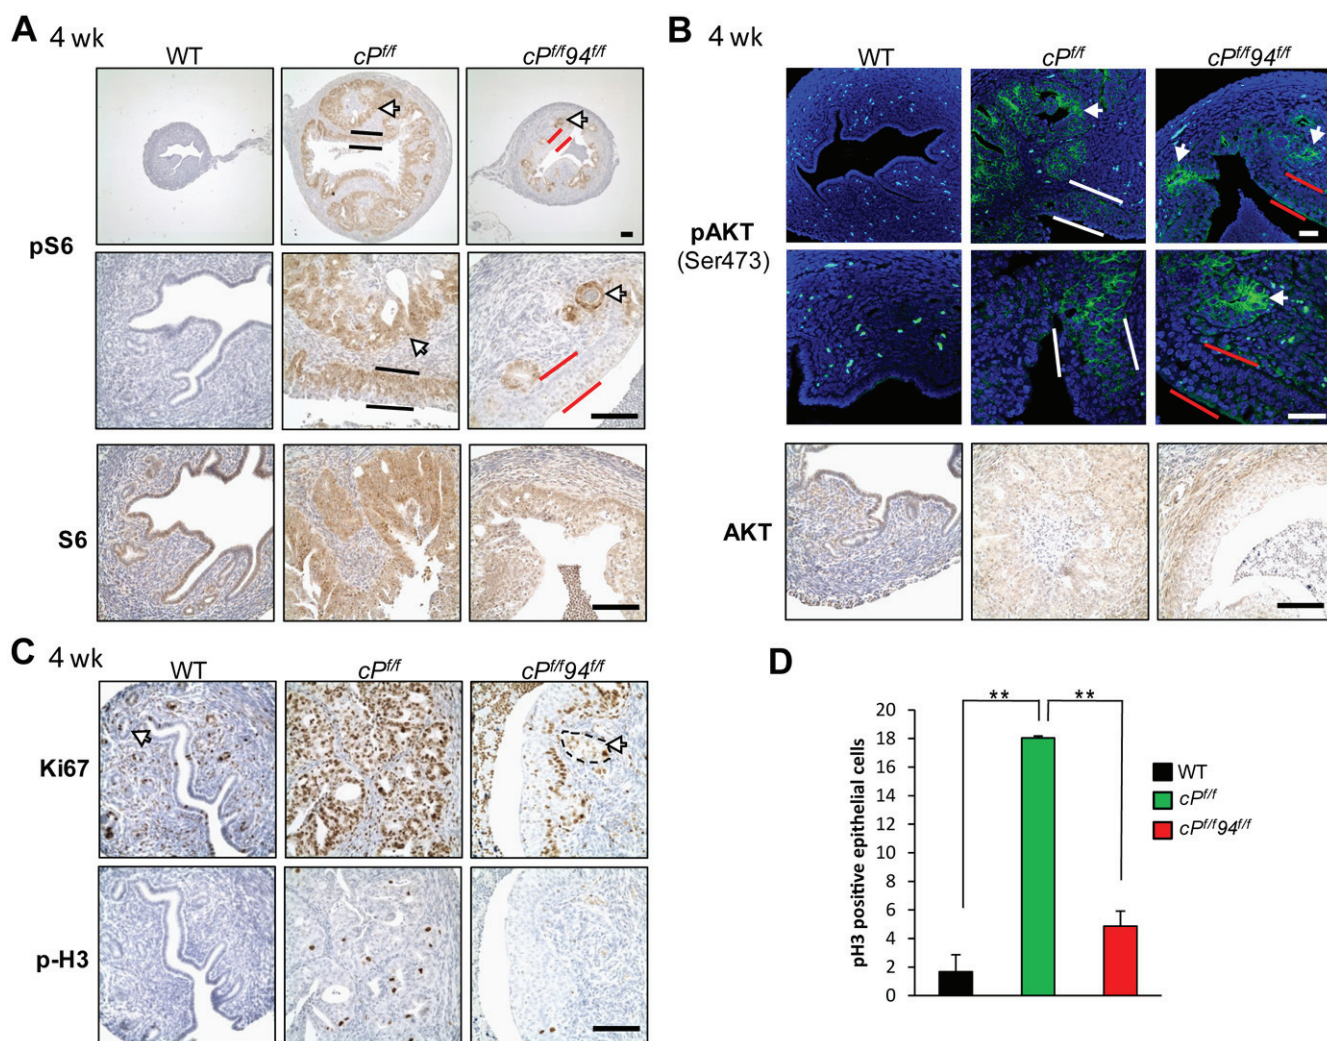 A 4 wk
WT cPf/f cPf/f94f/f
pS6
S6
B 4 wk
WT cPf/f cPf/f94f/f
pAKT
(Ser473)
AKT
C 4 wk
WT cPf/f cPf/f94f/f
Ki67
p-H3
D
** **
pH3 positive epithelial cells
20
18
16
14
12
10
8
6
4
2
0
WT
cPf/f
cPf/f94f/f